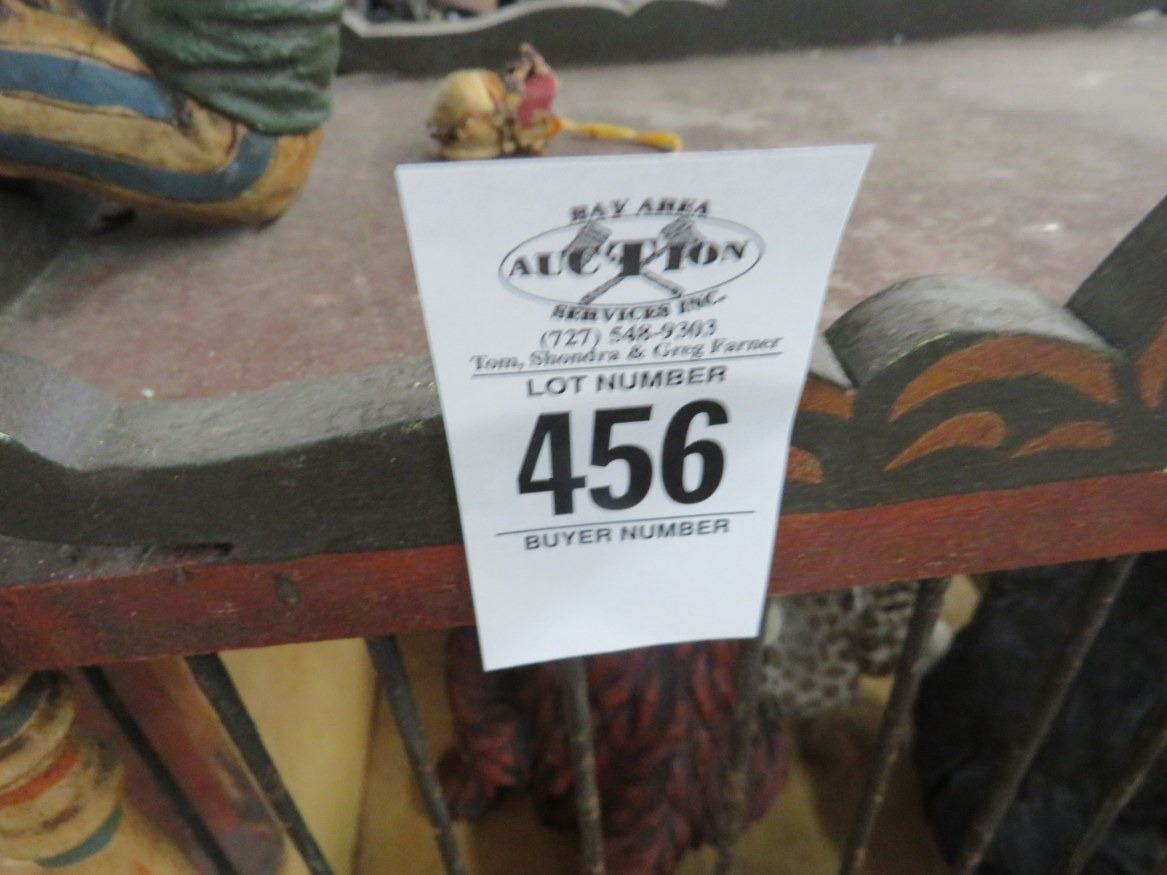 BAY AREA
AUCTION
SERVICES INC.
(727) 548-9303
Tom, Shondra & Greg Farner
LOT NUMBER
456
BUYER NUMBER